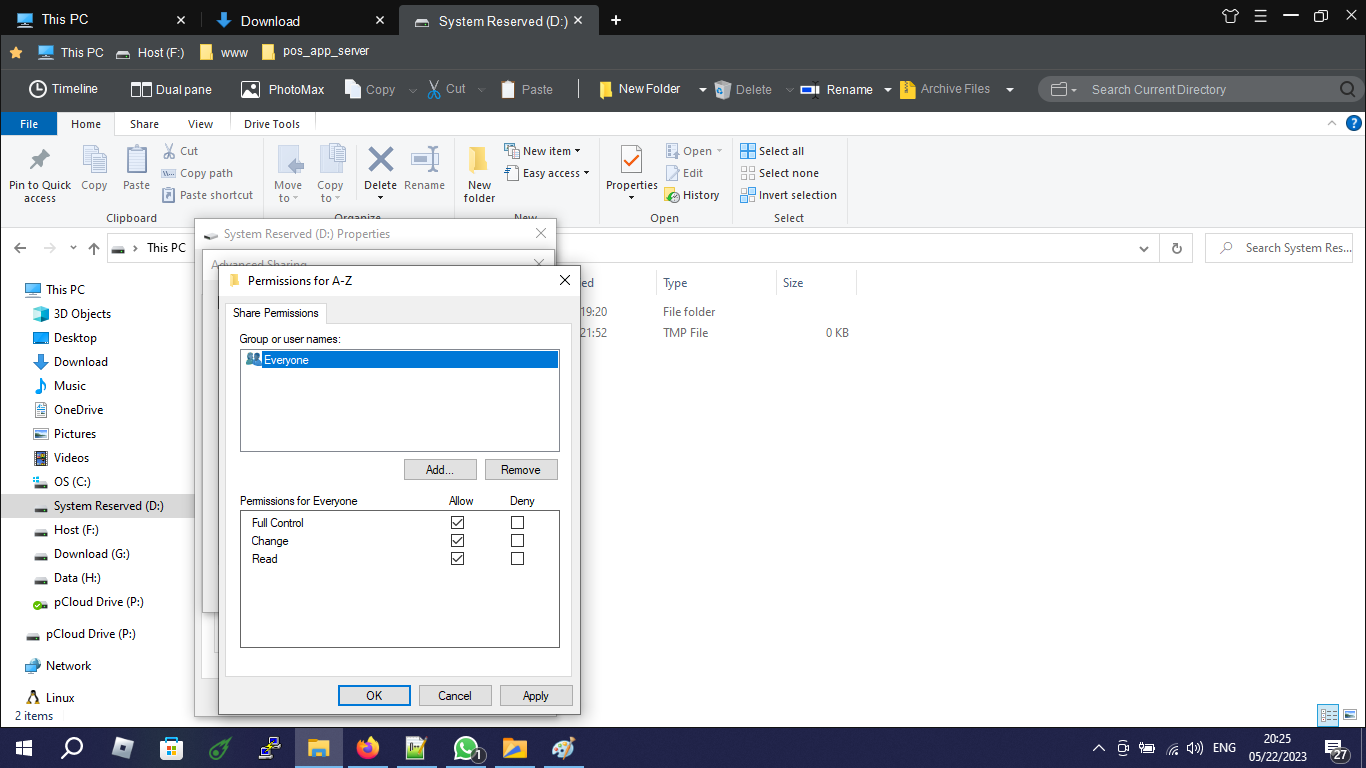 This PC
Download
System Reserved (D:)
This PC
Host (F:)
www
pos_app_server
Timeline
Dual pane
PhotoMax
Copy
Cut
Paste
New Folder
Delete
Rename
Archive Files
Search Current Directory
File
Home
Share
View
Drive Tools
Pin to Quick access
Copy
Paste
Cut
Copy path
Paste shortcut
Clipboard
Move to
Copy to
Delete
Rename
Organize
New folder
New item
Easy access
New
Properties
Open
Edit
History
Open
Select all
Select none
Invert selection
Select
System Reserved (D:) Properties
This PC
Search System Res...
Advanced Sharing
Permissions for A-Z
Share Permissions
Group or user names:
Everyone
Add...
Remove
Permissions for Everyone
Allow
Deny
Full Control
Change
Read
OK
Cancel
Apply
ed
Type
Size
19:20
File folder
21:52
TMP File
0 KB
This PC
3D Objects
Desktop
Download
Music
OneDrive
Pictures
Videos
OS (C:)
System Reserved (D:)
Host (F:)
Download (G:)
Data (H:)
pCloud Drive (P:)
pCloud Drive (P:)
Network
Linux
2 items
1
ENG
20:25
05/22/2023
27